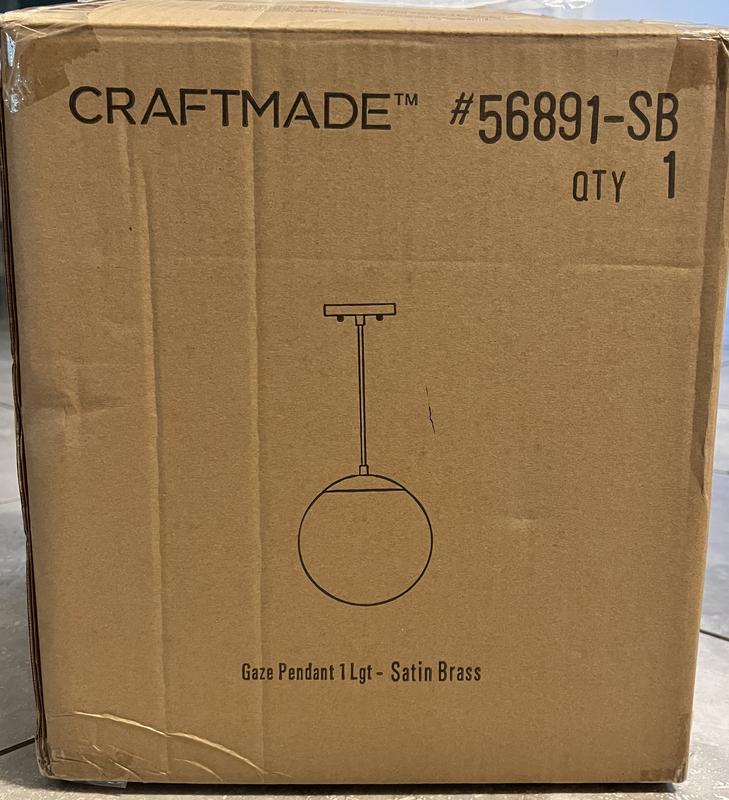 CRAFTMADE™ #56891-SB
QTY 1
Gaze Pendant 1 Lgt - Satin Brass